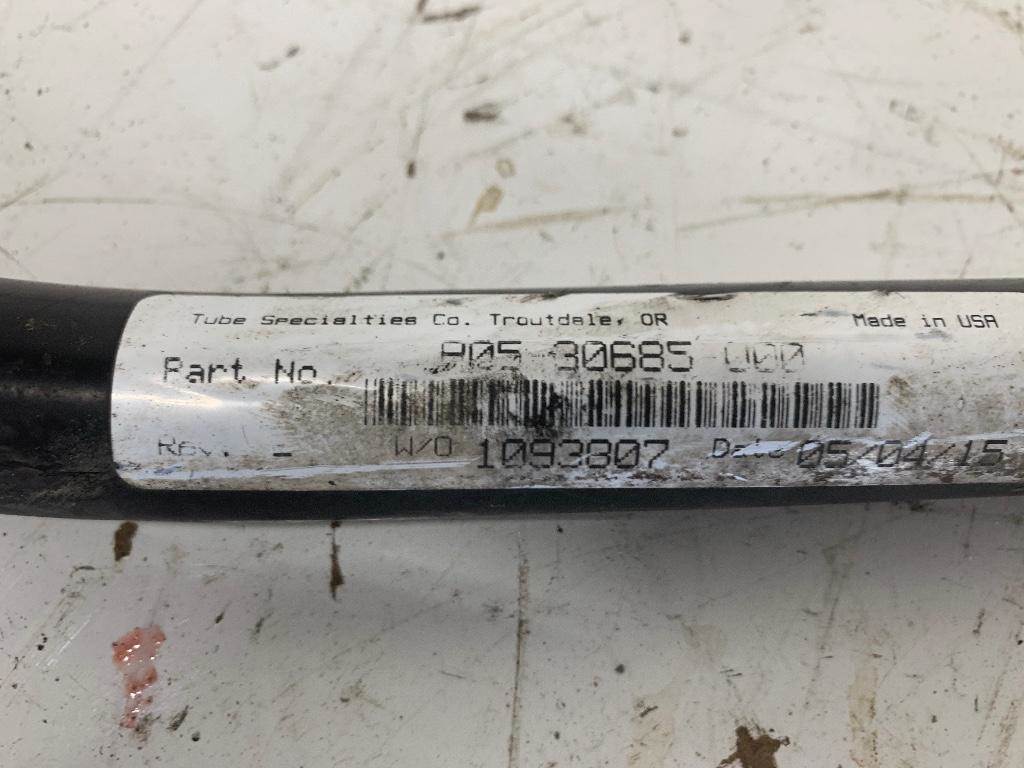 Tube Specialties Co. Troutdale, OR Made in USA
Part No. A05 30685 000
Rev. - W/O 1093807 Date 05/04/15